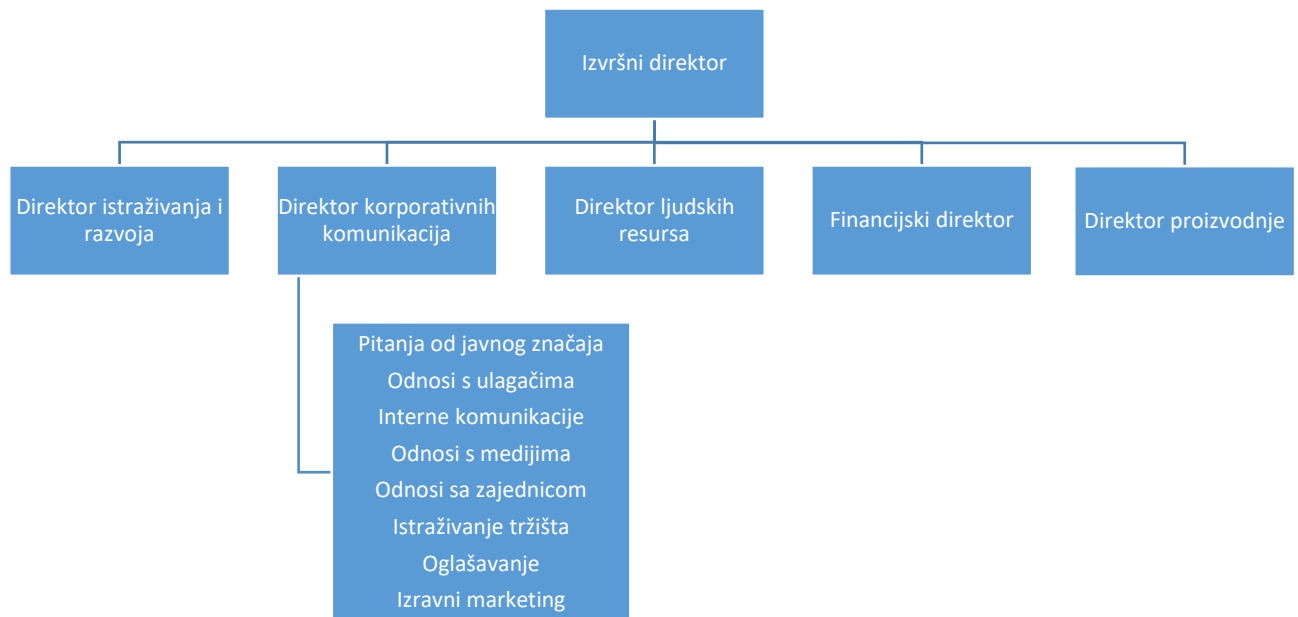 Izvršni direktor
Direktor istraživanja i
razvoja
Direktor korporativnih
komunikacija
Direktor ljudskih
resursa
Financijski direktor
Direktor proizvodnje
Pitanja od javnog značaja
Odnosi s ulagačima
Interne komunikacije
Odnosi s medijima
Odnosi sa zajednicom
Istraživanje tržišta
Oglašavanje
Izravni marketing